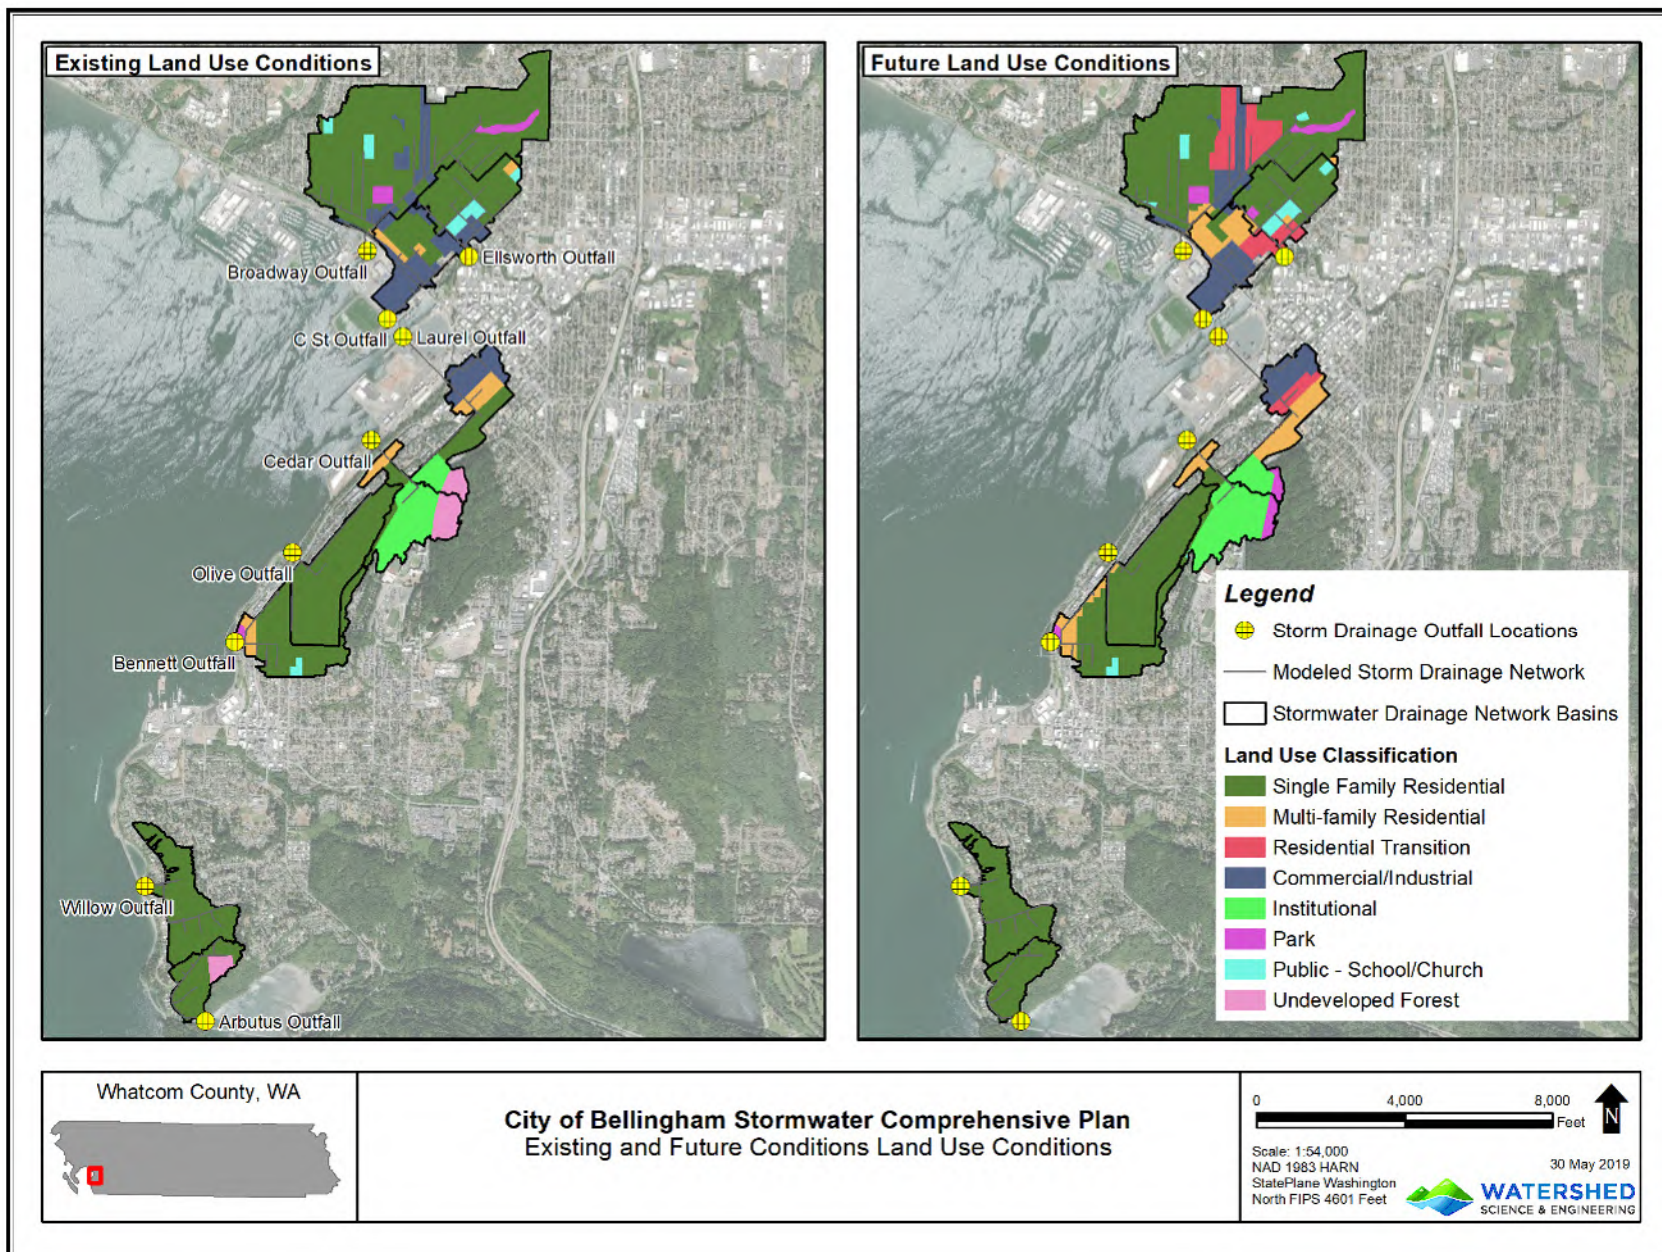 Existing Land Use Conditions
Broadway Outfall
Ellsworth Outfall
C St Outfall
Laurel Outfall
Cedar Outfall
Olive Outfall
Bennett Outfall
Willow Outfall
Arbutus Outfall
Future Land Use Conditions
Legend
Storm Drainage Outfall Locations
Modeled Storm Drainage Network
Stormwater Drainage Network Basins
Land Use Classification
Single Family Residential
Multi-family Residential
Residential Transition
Commercial/Industrial
Institutional
Park
Public - School/Church
Undeveloped Forest
Whatcom County, WA
City of Bellingham Stormwater Comprehensive Plan
Existing and Future Conditions Land Use Conditions
0 4,000 8,000
Feet
N
Scale: 1:54,000
NAD 1983 HARN
StatePlane Washington
North FIPS 4601 Feet
30 May 2019
WATERSHED
SCIENCE & ENGINEERING